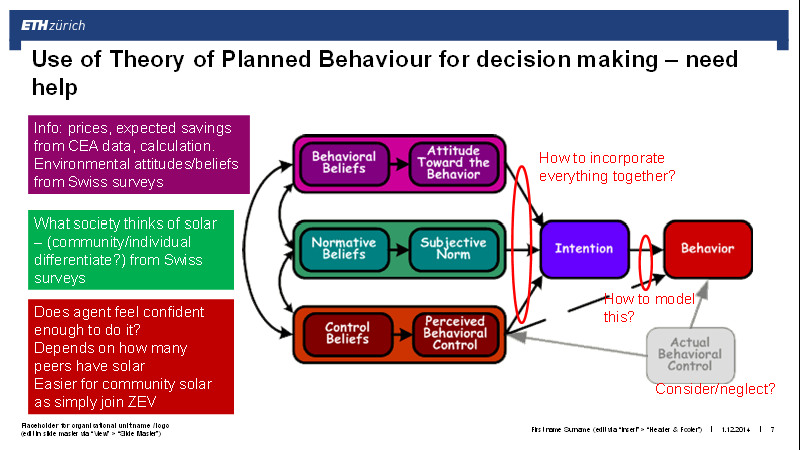 ETH zürich
Use of Theory of Planned Behaviour for decision making – need
help
Info: prices, expected savings
from CEA data, calculation.
Environmental attitudes/beliefs
from Swiss surveys
What society thinks of solar
– (community/individual
differentiate?) from Swiss
surveys
Does agent feel confident
enough to do it?
Depends on how many
peers have solar
Easier for community solar
as simply join ZEV
Behavioral
Beliefs
Attitude
Toward the
Behavior
Normative
Beliefs
Subjective
Norm
Control
Beliefs
Perceived
Behavioral
Control
How to incorporate
everything together?
Intention
Behavior
How to model
this?
Actual
Behavioral
Control
Consider/neglect?
Placeholder for organisational unit name / logo
(edit in slide master via "View" > "Slide Master")
First name Surname (edit via "Insert" > "Header & Footer") | 1.12.2014 | 7